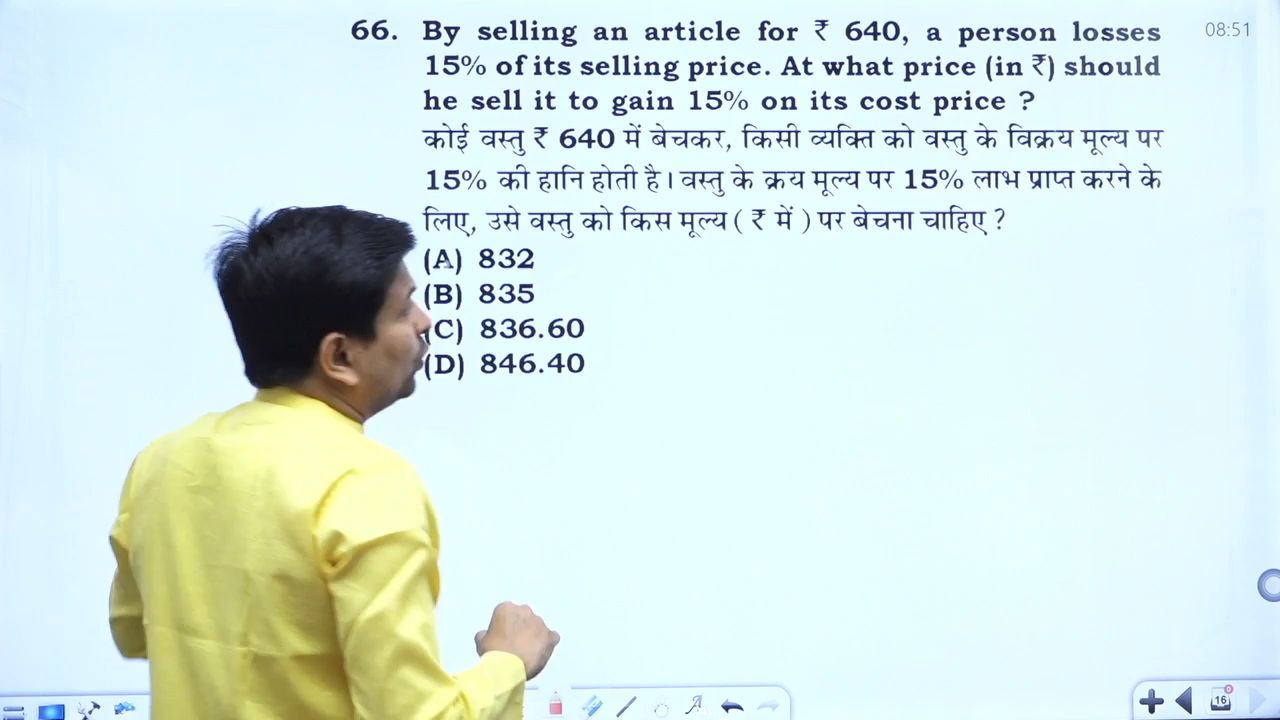 08:51
66. By selling an article for ₹ 640, a person losses
15% of its selling price. At what price (in ₹) should
he sell it to gain 15% on its cost price ?
कोई वस्तु ₹ 640 में बेचकर, किसी व्यक्ति को वस्तु के विक्रय मूल्य पर
15% की हानि होती है। वस्तु के क्रय मूल्य पर 15% लाभ प्राप्त करने के
लिए, उसे वस्तु को किस मूल्य ( ₹ में ) पर बेचना चाहिए ?
(A) 832
(B) 835
(C) 836.60
(D) 846.40
16